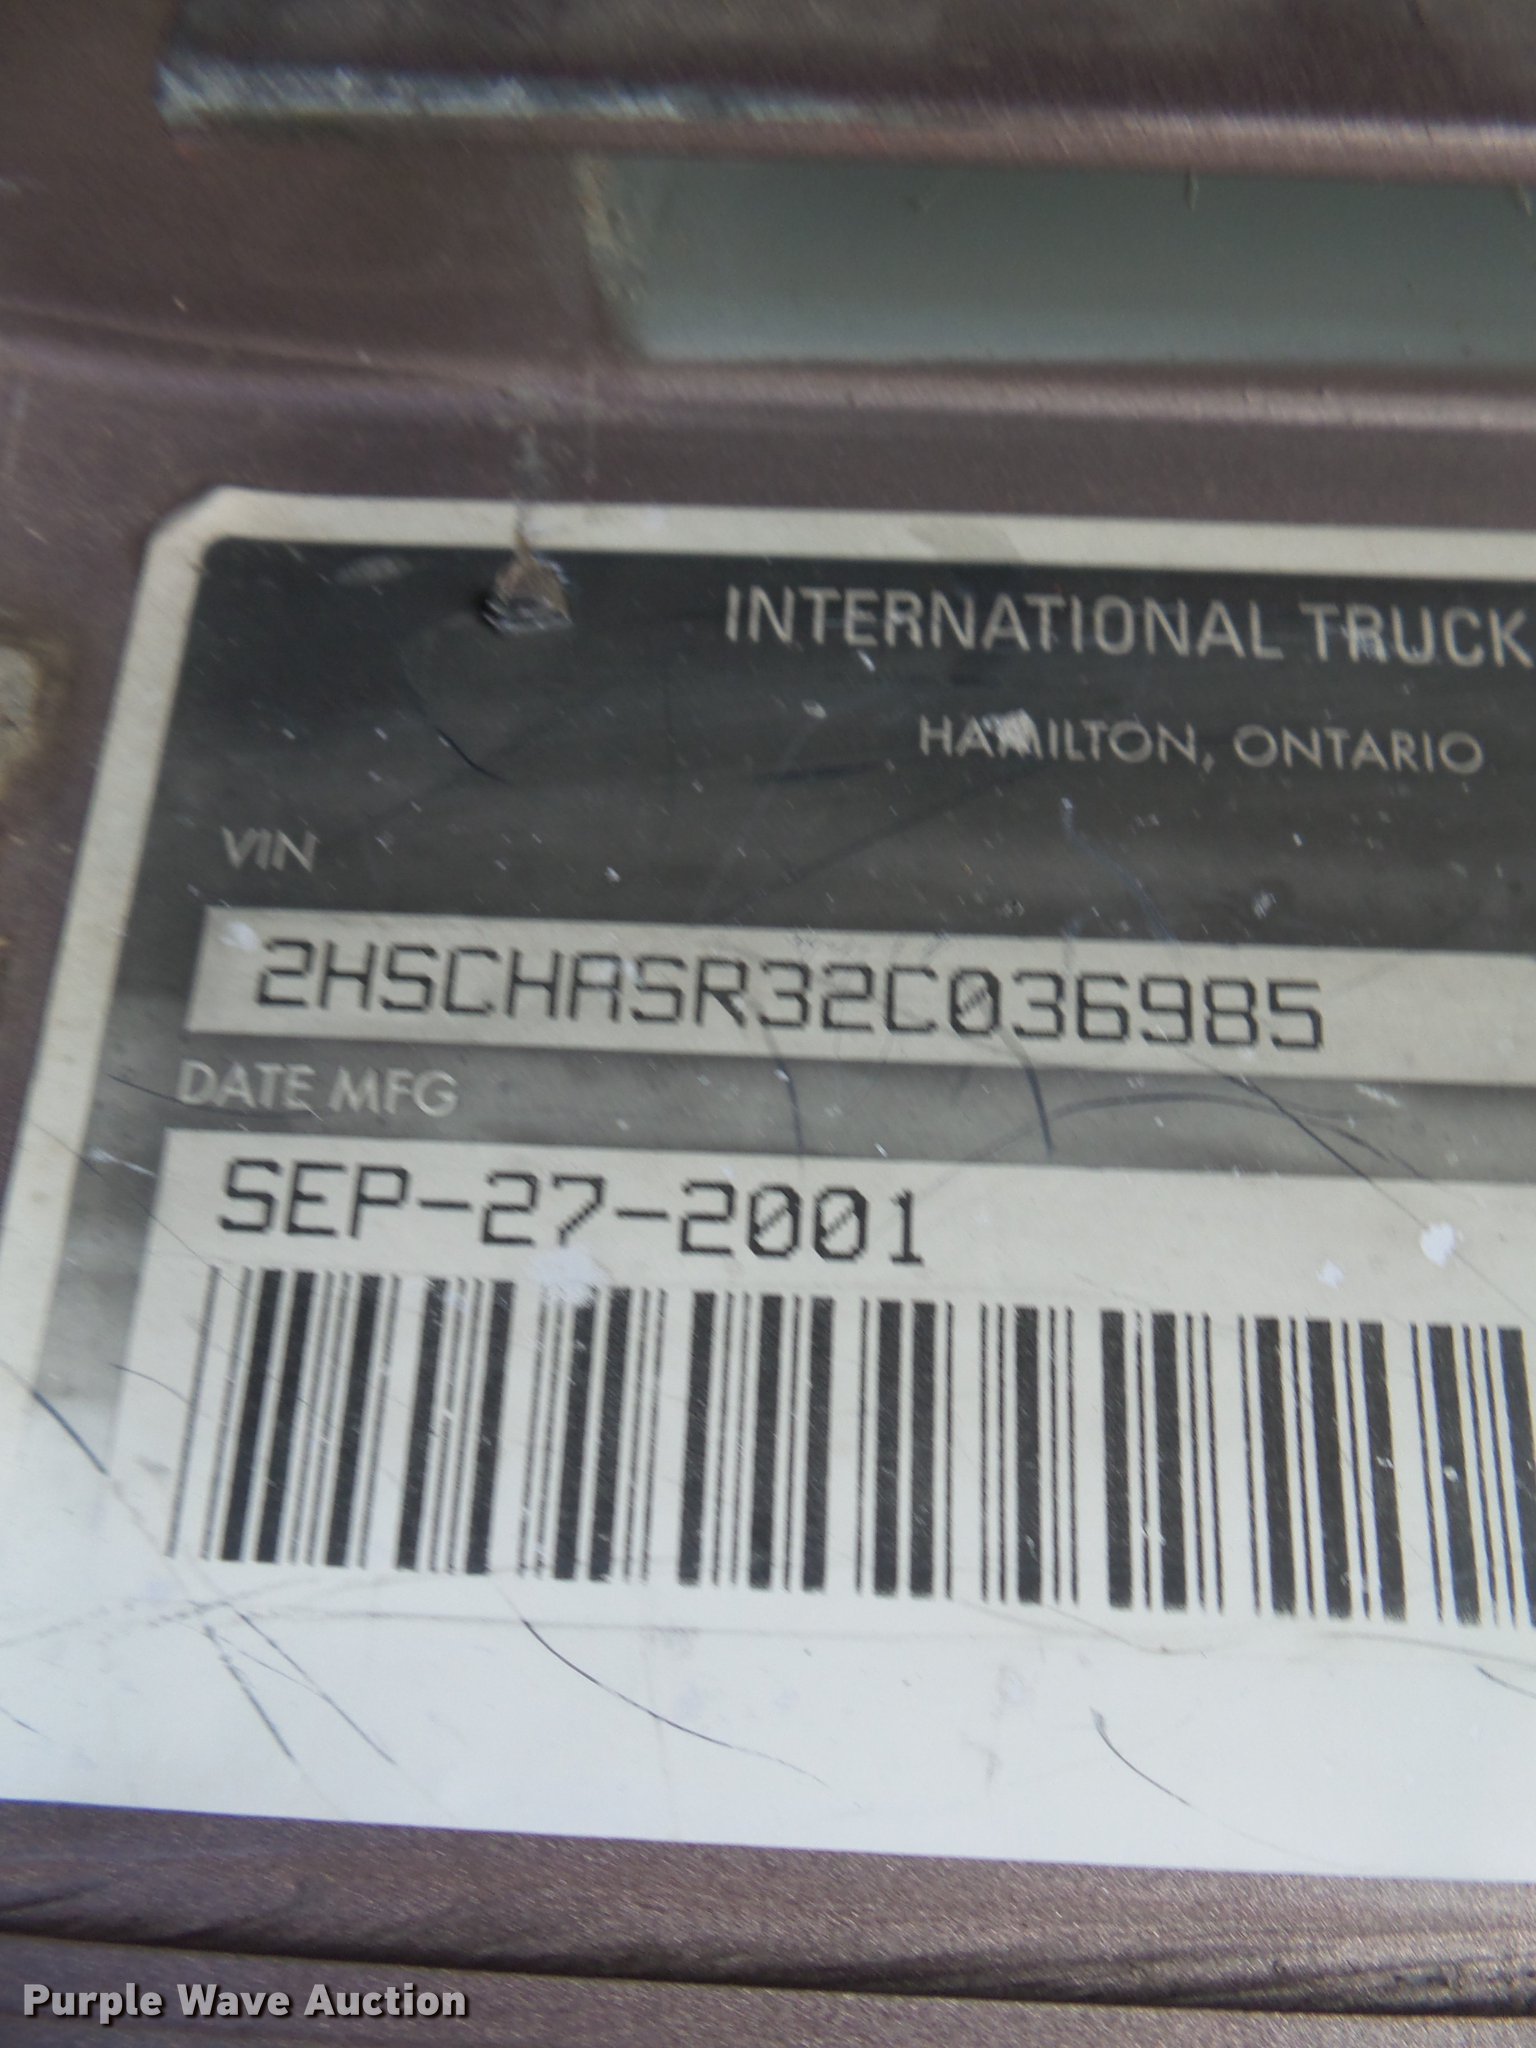 INTERNATIONAL TRUCK
HAMILTON, ONTARIO
VIN
2HSCHASR32C036985
DATE MFG
SEP-27-2001
Purple Wave Auction